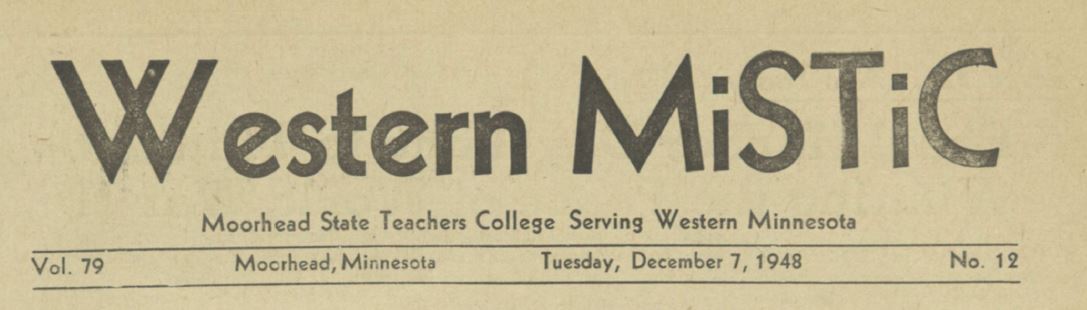 Western MiSTiC
Moorhead State Teachers College Serving Western Minnesota
Vol. 79 Moorhead, Minnesota Tuesday, December 7, 1948 No. 12